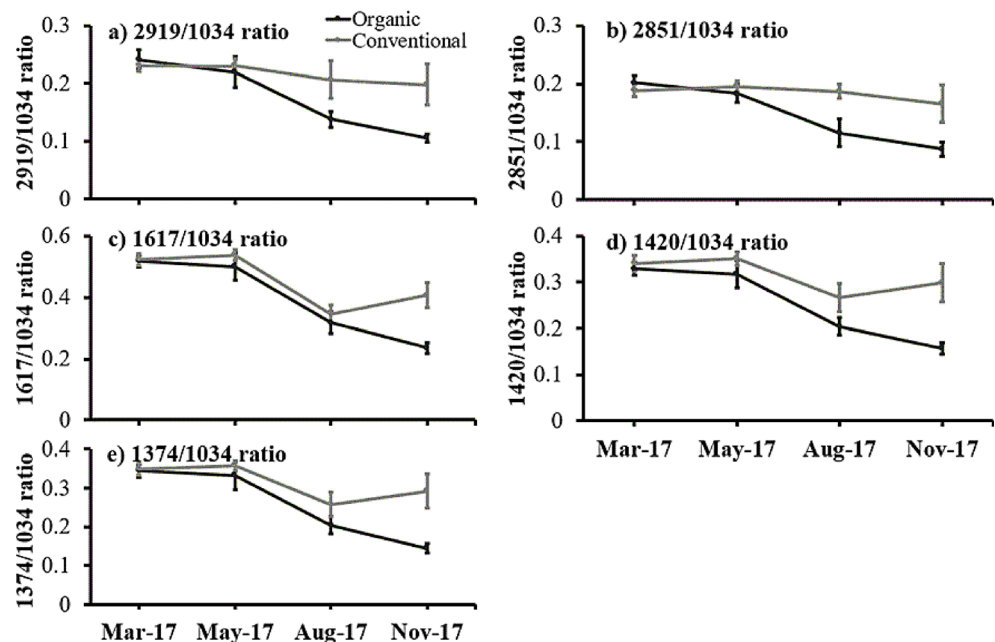 Organic
Conventional
a) 2919/1034 ratio
2919/1034 ratio
0.3
0.2
0.1
0
b) 2851/1034 ratio
2851/1034 ratio
0.3
0.2
0.1
0
c) 1617/1034 ratio
1617/1034 ratio
0.6
0.4
0.2
0
d) 1420/1034 ratio
1420/1034 ratio
0.4
0.3
0.2
0.1
0
Mar-17 May-17 Aug-17 Nov-17
e) 1374/1034 ratio
1374/1034 ratio
0.4
0.3
0.2
0.1
0
Mar-17 May-17 Aug-17 Nov-17